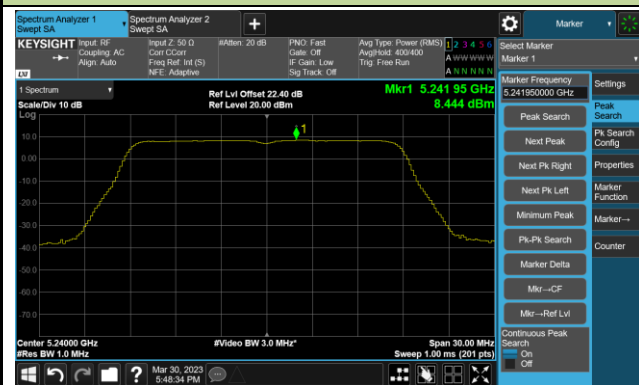 Spectrum Analyzer 1
Swept SA
Spectrum Analyzer 2
Swept SA
+
Marker
KEYSIGHT
Input: RF
Coupling: AC
Align: Auto
Input Z: 50 Ω
Corr CCorr
Freq Ref: Int (S)
NFE: Adaptive
#Atten: 20 dB
PNO: Fast
Gate: Off
IF Gain: Low
Sig Track: Off
Avg Type: Power (RMS)
Avg|Hold: 400/400
Trig: Free Run
1 2 3 4 5 6
A W W W W W
A N N N N N
LXI
Select Marker
Marker 1
1 Spectrum
Scale/Div 10 dB
Ref Lvl Offset 22.40 dB
Ref Level 20.00 dBm
Mkr1 5.241 95 GHz
8.444 dBm
Log
10.0
0.00
-10.0
-20.0
-30.0
-40.0
-50.0
-60.0
-70.0
1
Center 5.24000 GHz
#Res BW 1.0 MHz
#Video BW 3.0 MHz*
Span 30.00 MHz
Sweep 1.00 ms (201 pts)
Marker Frequency
5.241950000 GHz
Peak Search
Next Peak
Next Pk Right
Next Pk Left
Minimum Peak
Pk-Pk Search
Marker Delta
Mkr→CF
Mkr→Ref Lvl
Continuous Peak
Search
On
Off
Settings
Peak
Search
Pk Search
Config
Properties
Marker
Function
Marker→
Counter
?
Mar 30, 2023
5:48:34 PM